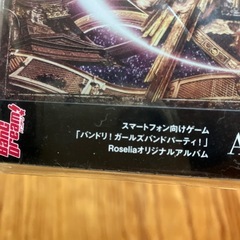 スマートフォン向けゲーム
「バンドリ！ガールズバンドパーティ！」
Roseliaオリジナルアルバム